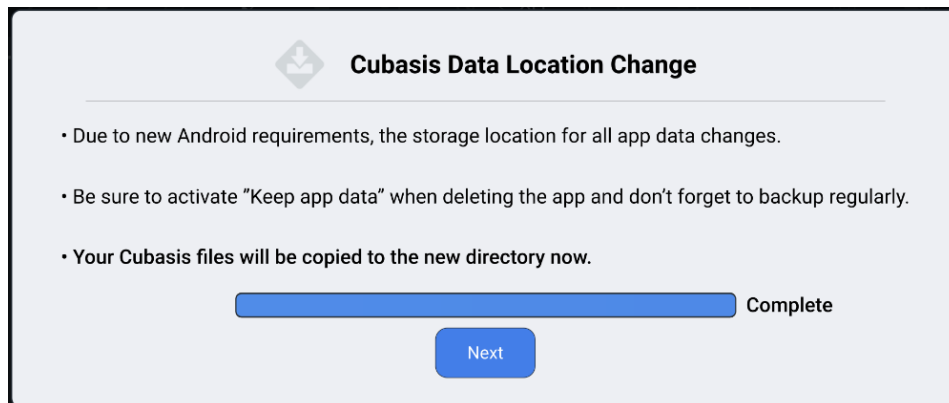 Cubasis Data Location Change
• Due to new Android requirements, the storage location for all app data changes.
• Be sure to activate ”Keep app data” when deleting the app and don’t forget to backup regularly.
• Your Cubasis files will be copied to the new directory now.
Complete
Next